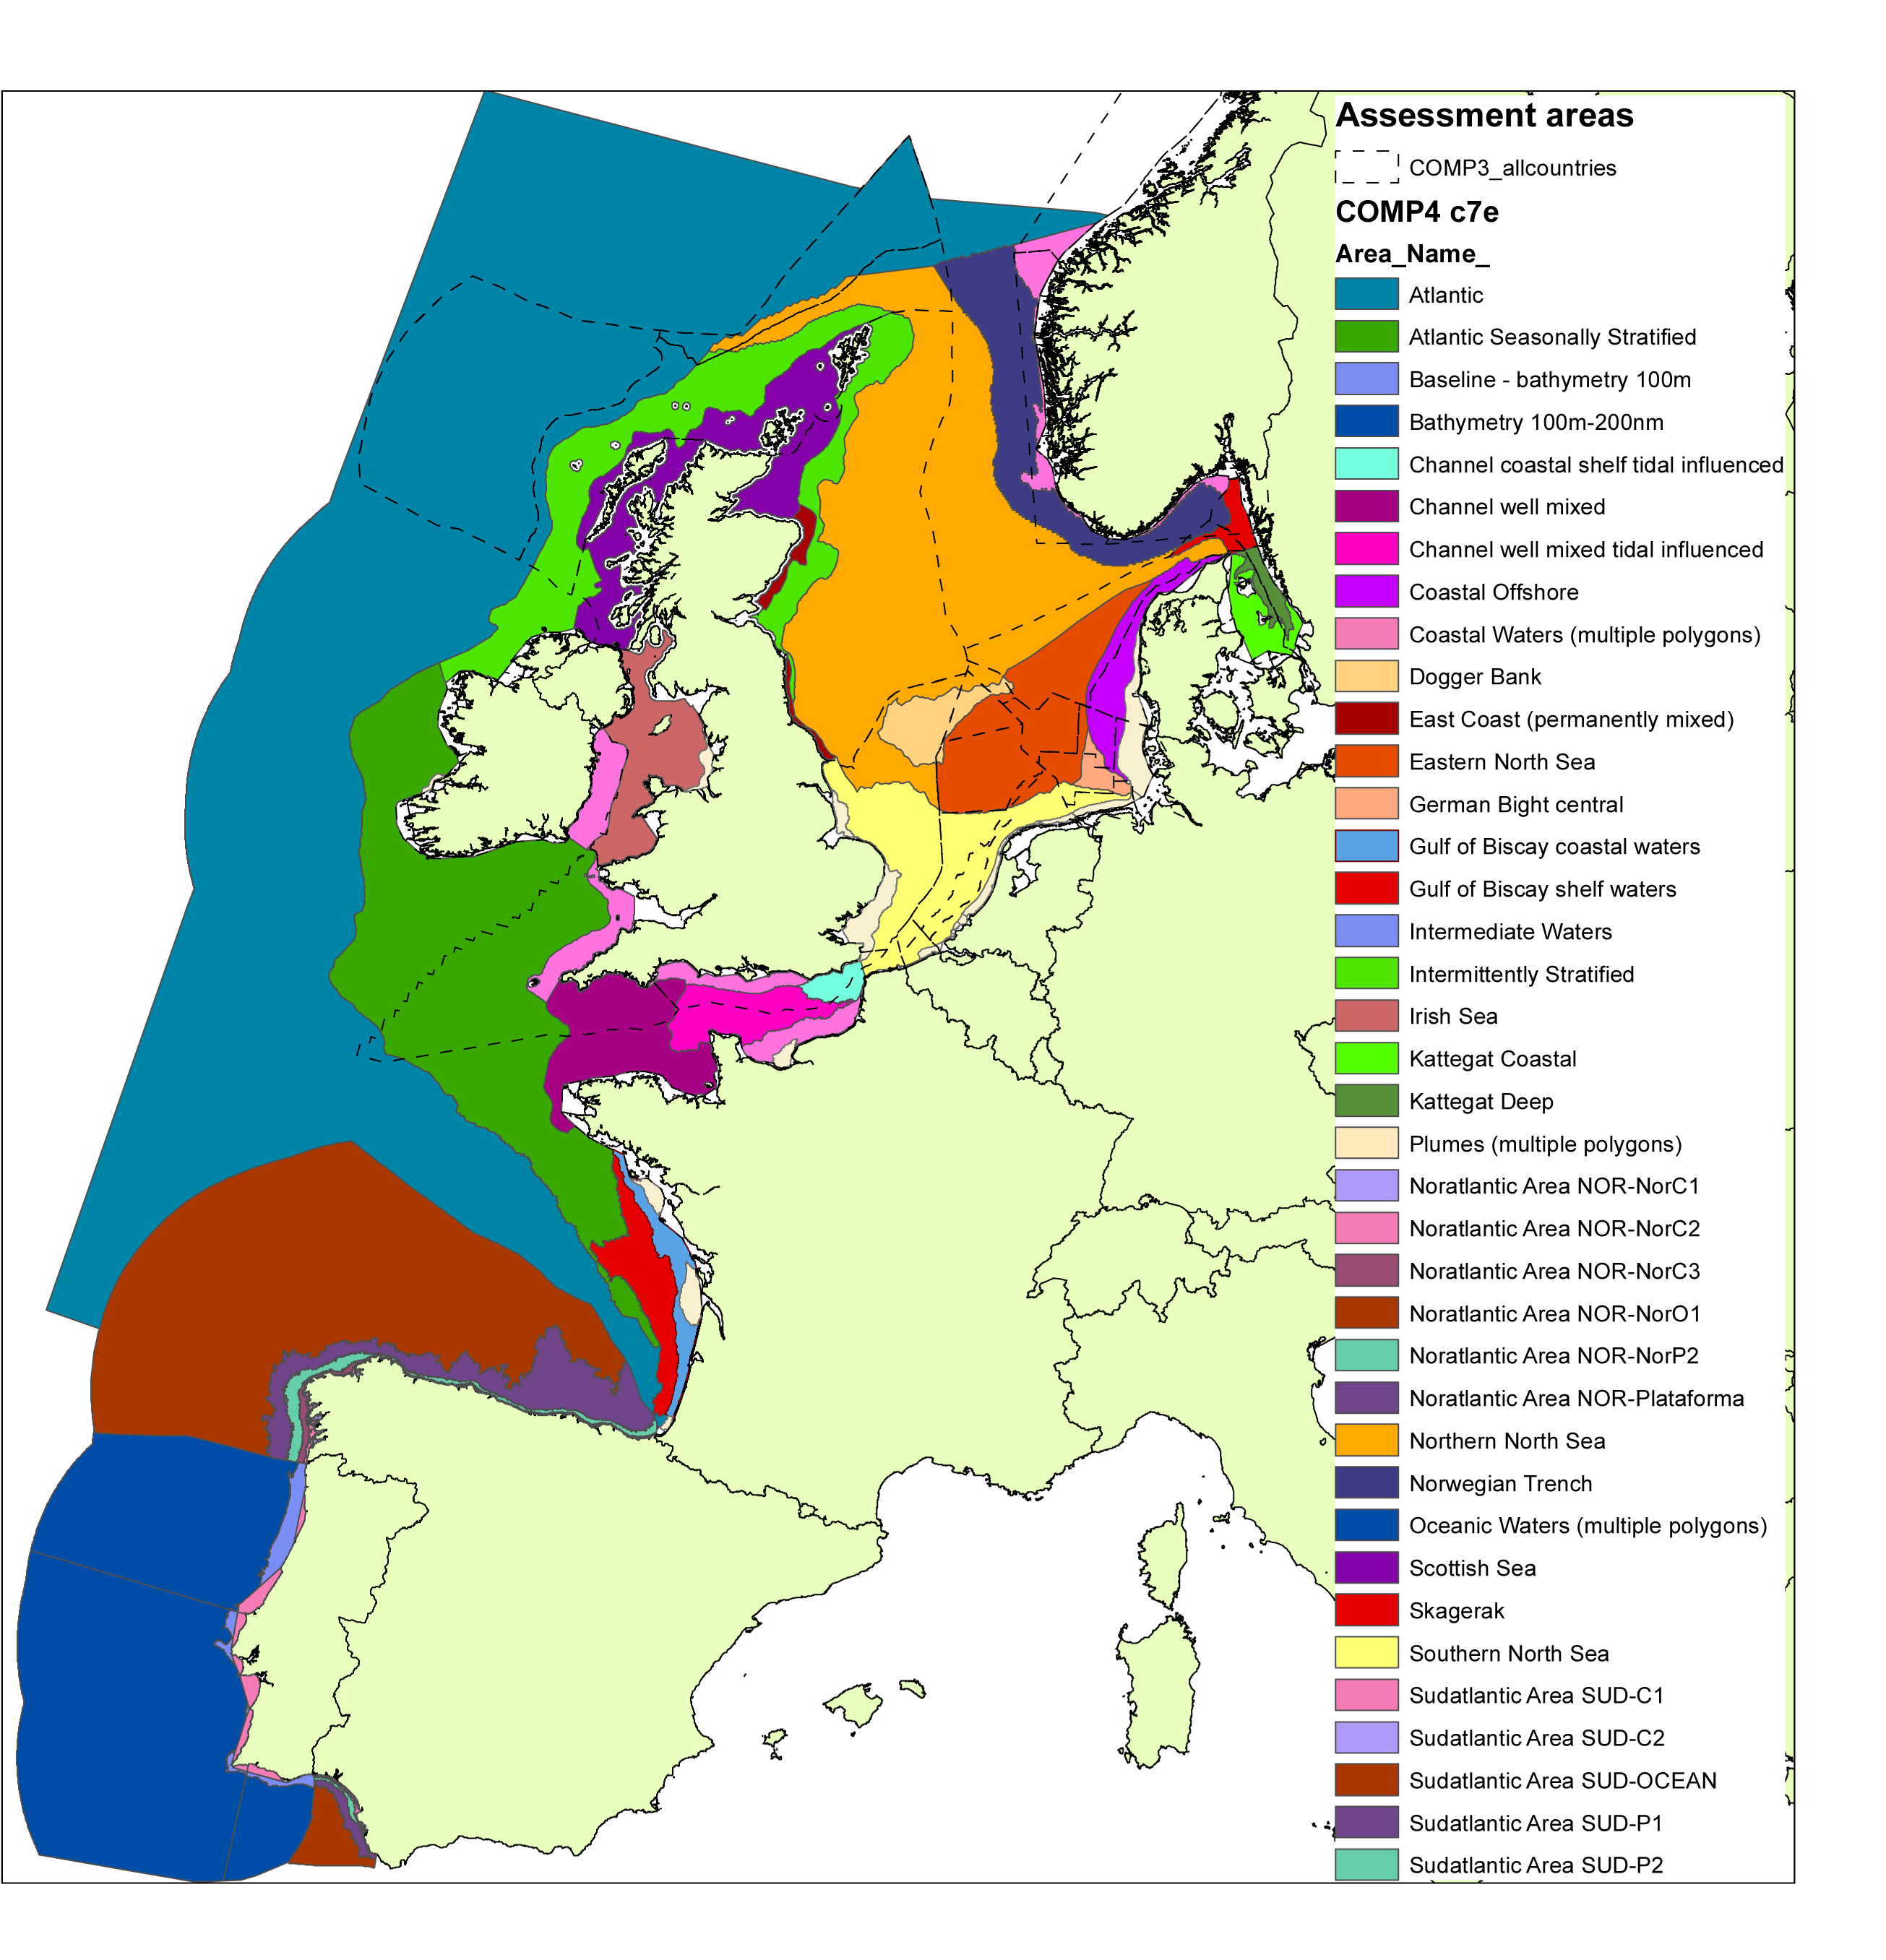 Assessment areas
COMP3_allcountries
COMP4 c7e
Area_Name_
Atlantic
Atlantic Seasonally Stratified
Baseline - bathymetry 100m
Bathymetry 100m-200nm
Channel coastal shelf tidal influenced
Channel well mixed
Channel well mixed tidal influenced
Coastal Offshore
Coastal Waters (multiple polygons)
Dogger Bank
East Coast (permanently mixed)
Eastern North Sea
German Bight central
Gulf of Biscay coastal waters
Gulf of Biscay shelf waters
Intermediate Waters
Intermittently Stratified
Irish Sea
Kattegat Coastal
Kattegat Deep
Plumes (multiple polygons)
Noratlantic Area NOR-NorC1
Noratlantic Area NOR-NorC2
Noratlantic Area NOR-NorC3
Noratlantic Area NOR-NorO1
Noratlantic Area NOR-NorP2
Noratlantic Area NOR-Plataforma
Northern North Sea
Norwegian Trench
Oceanic Waters (multiple polygons)
Scottish Sea
Skagerak
Southern North Sea
Sudatlantic Area SUD-C1
Sudatlantic Area SUD-C2
Sudatlantic Area SUD-OCEAN
Sudatlantic Area SUD-P1
Sudatlantic Area SUD-P2